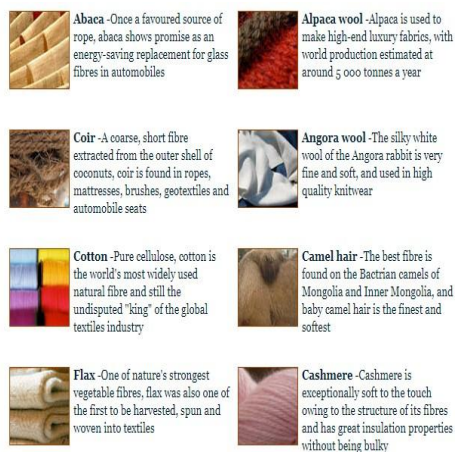 Abaca -Once a favoured source of
rope, abaca shows promise as an
energy-saving replacement for glass
fibres in automobiles
Alpaca wool -Alpaca is used to
make high-end luxury fabrics, with
world production estimated at
around 5 000 tonnes a year
Coir -A coarse, short fibre
extracted from the outer shell of
coconuts, coir is found in ropes,
mattresses, brushes, geotextiles and
automobile seats
Angora wool -The silky white
wool of the Angora rabbit is very
fine and soft, and used in high
quality knitwear
Cotton -Pure cellulose, cotton is
the world's most widely used
natural fibre and still the
undisputed "king" of the global
textiles industry
Camel hair -The best fibre is
found on the Bactrian camels of
Mongolia and Inner Mongolia, and
baby camel hair is the finest and
softest
Flax -One of nature's strongest
vegetable fibres, flax was also one of
the first to be harvested, spun and
woven into textiles
Cashmere -Cashmere is
exceptionally soft to the touch
owing to the structure of its fibres
and has great insulation properties
without being bulky